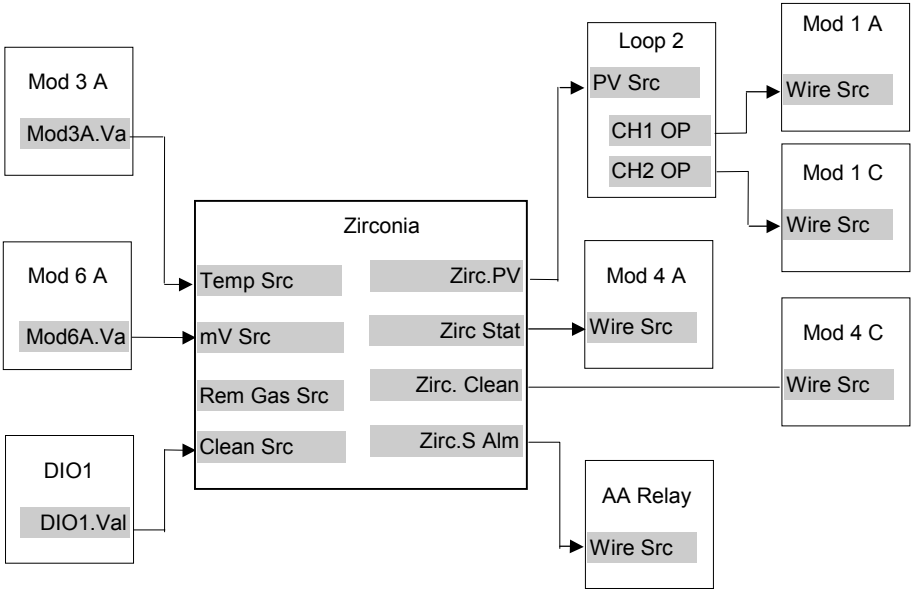 Mod 3 A
Mod3A.Va
Mod 6 A
Mod6A.Va
DIO1
DIO1.Val
Zirconia
Temp Src
mV Src
Rem Gas Src
Clean Src
Zirc.PV
Zirc Stat
Zirc. Clean
Zirc.S Alm
Loop 2
PV Src
CH1 OP
CH2 OP
Mod 4 A
Wire Src
AA Relay
Wire Src
Mod 1 A
Wire Src
Mod 1 C
Wire Src
Mod 4 C
Wire Src